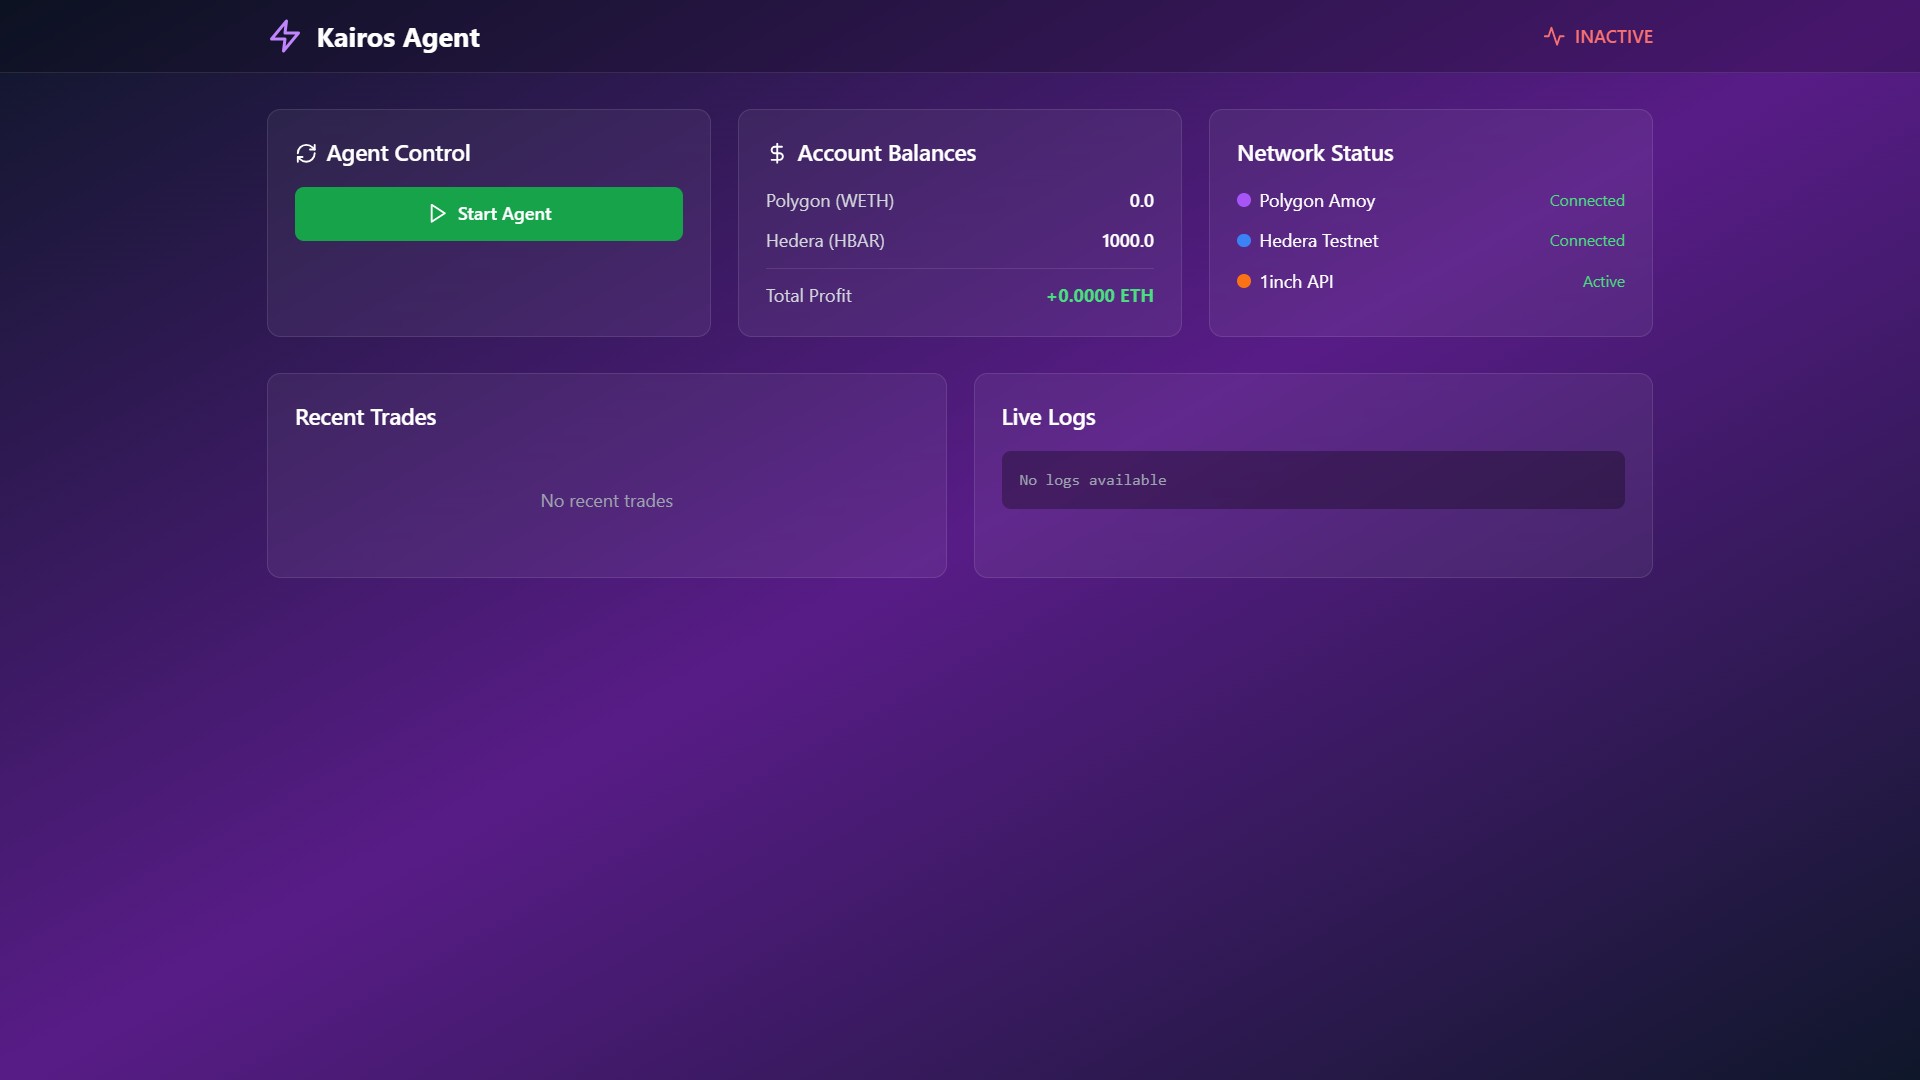 Kairos Agent
INACTIVE
Agent Control
Start Agent
Account Balances
Polygon (WETH) 0.0
Hedera (HBAR) 1000.0
Total Profit +0.0000 ETH
Network Status
Polygon Amoy Connected
Hedera Testnet Connected
1inch API Active
Recent Trades
No recent trades
Live Logs
No logs available